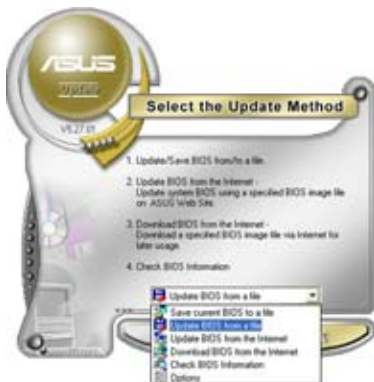 ASUS
Update
Select the Update Method
1. Update/Save BIOS from/to a file.
2. Update BIOS from the Internet -
Update system BIOS using a specified BIOS image file
on ASUS Web Site.
3. Download BIOS from the Internet -
Download a specified BIOS image file via Internet for
later usage.
4. Check BIOS Information
Update BIOS from a file
Save current BIOS to a file
Update BIOS from a file
Update BIOS from the Internet
Download BIOS from the Internet
Check BIOS Information
Options